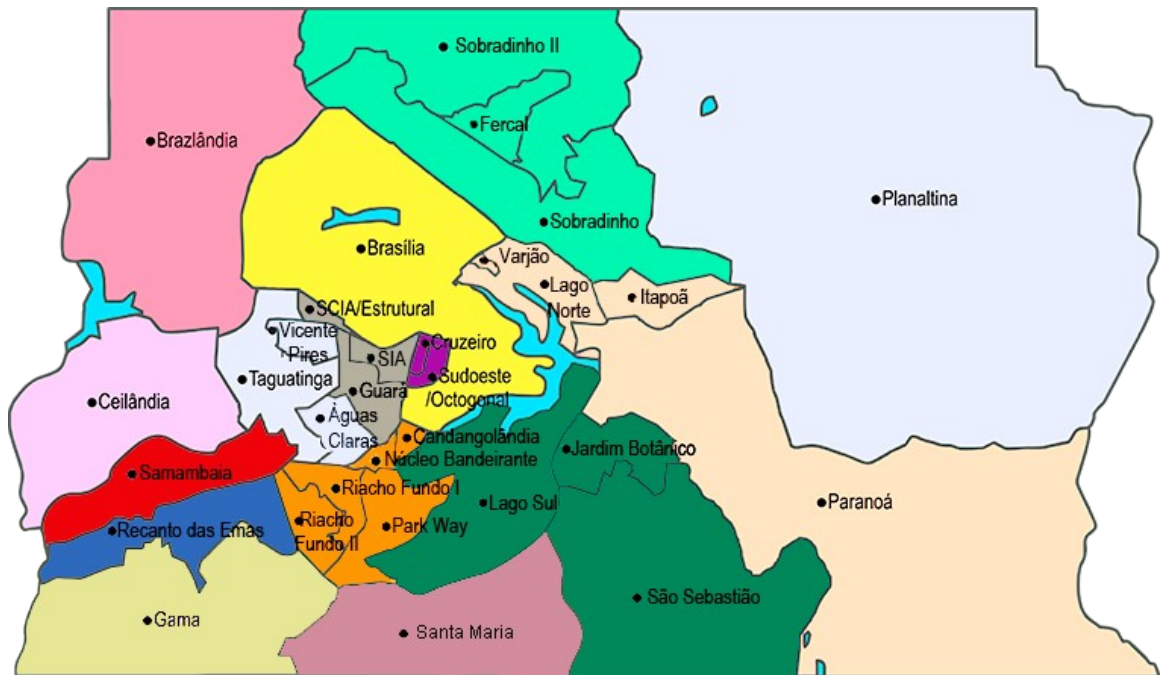 Sobradinho II
Fercal
Brazlândia
Planaltina
Sobradinho
Brasília
Varjão
Lago
Norte
Itapoã
SCIA/Estrutural
Vicente
Pires
Cruzeiro
SIA
Taguatinga
Guará
Sudoeste
/Octogonal
Ceilândia
Águas
Claras
Candangolândia
Jardim Botânico
Núcleo Bandeirante
Samambaia
Riacho Fundo I
Lago Sul
Paranoá
Recanto das Emas
Riacho
Fundo II
Park Way
São Sebastião
Gama
Santa Maria